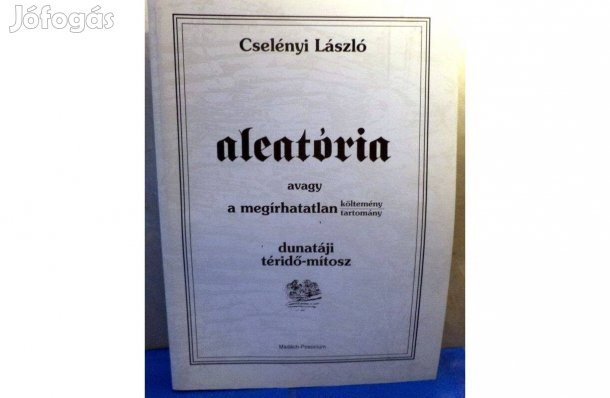 Jófogás
Cselényi László
aleatória
avagy
a megírhatatlan költemény
tartomány
dunatáji
téridő-mítosz
Madách-Posonium